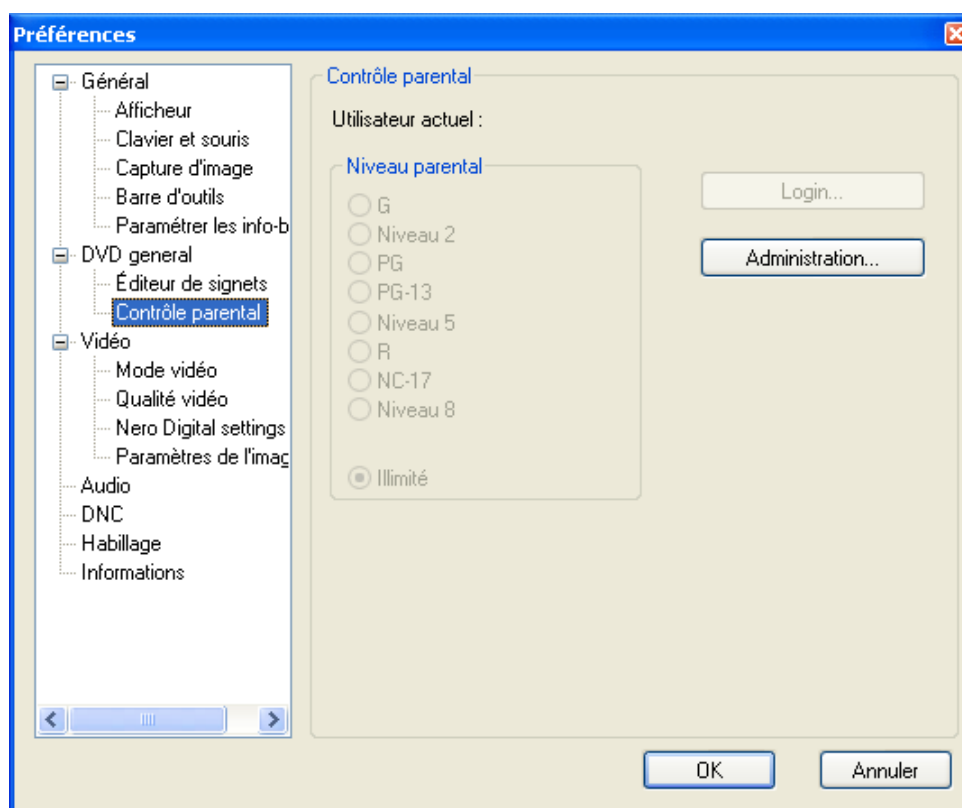 Préférences
Général
Afficheur
Clavier et souris
Capture d'image
Barre d'outils
Paramétrer les info-b
DVD general
Éditeur de signets
Contrôle parental
Vidéo
Mode vidéo
Qualité vidéo
Nero Digital settings
Paramètres de l'imag
Audio
DNC
Habillage
Informations
Contrôle parental
Utilisateur actuel :
Niveau parental
G
Niveau 2
PG
PG-13
Niveau 5
R
NC-17
Niveau 8
Illimité
Login...
Administration...
OK
Annuler